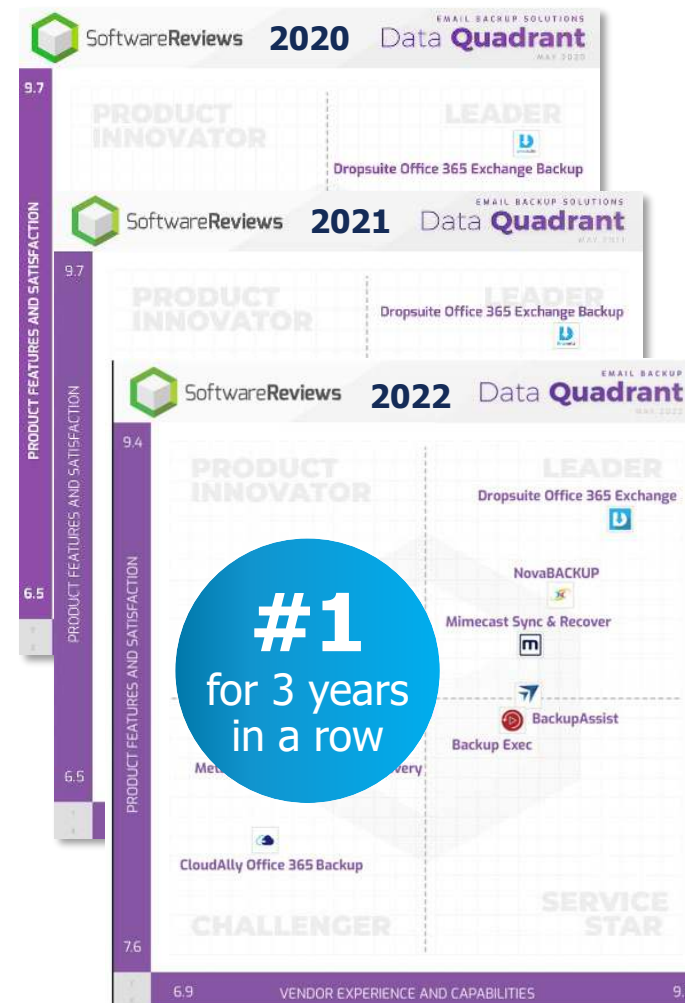 EMAIL BACKUP SOLUTIONS
SoftwareReviews 2020 Data Quadrant
MAY 2020
9.7
PRODUCT INNOVATOR
LEADER
Dropsuite Office 365 Exchange Backup
PRODUCT FEATURES AND SATISFACTION
6.5
EMAIL BACKUP SOLUTIONS
SoftwareReviews 2021 Data Quadrant
MAY 2021
9.7
PRODUCT INNOVATOR
LEADER
Dropsuite Office 365 Exchange Backup
PRODUCT FEATURES AND SATISFACTION
6.5
EMAIL BACKUP
SoftwareReviews 2022 Data Quadrant
MAY 2022
9.4
PRODUCT INNOVATOR
LEADER
Dropsuite Office 365 Exchange
NovaBACKUP
Mimecast Sync & Recover
m
PRODUCT FEATURES AND SATISFACTION
#1
for 3 years
in a row
BackupAssist
Backup Exec
CloudAlly Office 365 Backup
CHALLENGER
SERVICE STAR
7.6
6.9 VENDOR EXPERIENCE AND CAPABILITIES 9.